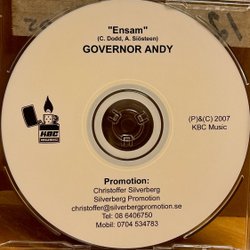 "Ensam"
(C. Dodd, A. Siösteen)
GOVERNOR ANDY
KBC
(P)&(C) 2007
KBC Music
Promotion:
Christoffer Silverberg
Silverberg Promotion
christoffer@silverbergpromotion.se
Tel: 08 6406750
Mobil: 0704 534783